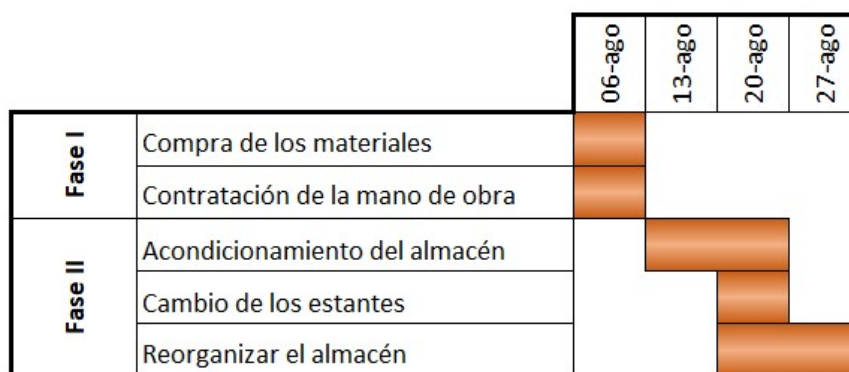 06-ago
13-ago
20-ago
27-ago
Fase I
Compra de los materiales
Contratación de la mano de obra
Fase II
Acondicionamiento del almacén
Cambio de los estantes
Reorganizar el almacén